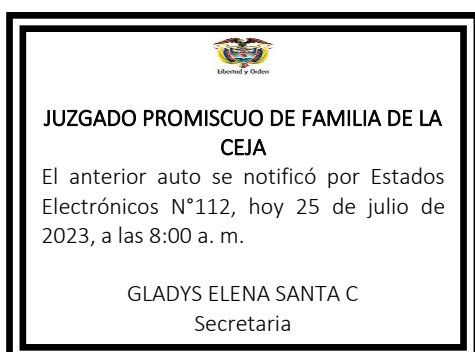 Libertad y Orden
JUZGADO PROMISCUO DE FAMILIA DE LA
CEJA
El anterior auto se notificó por Estados
Electrónicos N°112, hoy 25 de julio de
2023, a las 8:00 a. m.
GLADYS ELENA SANTA C
Secretaria